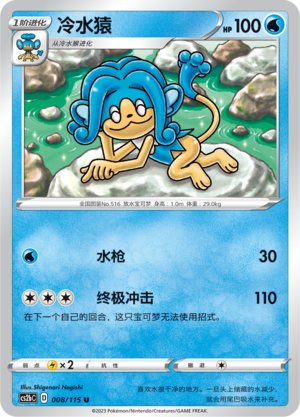 1阶进化
冷水猿
HP 100
从冷水猴进化
全国图鉴No.516 放水宝可梦 身高：1.0m 体重：29.0kg
水枪 30
终极冲击 110
在下一个自己的回合，这只宝可梦无法使用招式。
弱点 ×2 抗性 撤退
Illus.Shigenori Negishi
CS2bC D 008/115 U
喜欢水很干净的地方。一旦头上储藏的水减少，
就会用尾巴吸水来补充。
©2023 Pokémon/Nintendo/Creatures/GAME FREAK.